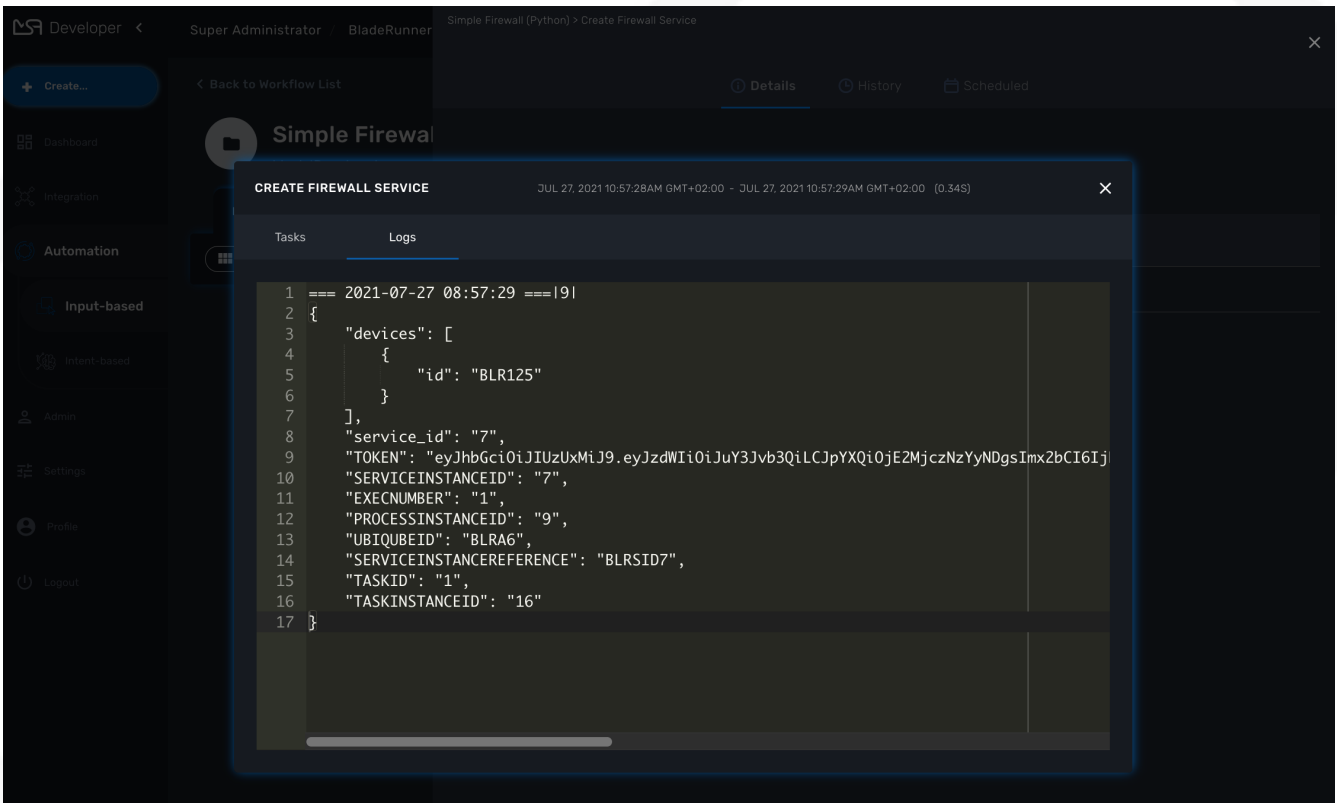 Developer
Super Administrator / BladeRunner
Simple Firewall (Python) > Create Firewall Service
Create...
Back to Workflow List
Details
History
Scheduled
Dashboard
Simple Firewal
Integration
Automation
Input-based
Intent-based
Admin
Settings
Profile
Logout
CREATE FIREWALL SERVICE
JUL 27, 2021 10:57:28AM GMT+02:00 - JUL 27, 2021 10:57:29AM GMT+02:00 (0.34S)
Tasks
Logs
1 === 2021-07-27 08:57:29 ===|9|
2 {
3 "devices": [
4 {
5 "id": "BLR125"
6 }
7 ],
8 "service_id": "7",
9 "TOKEN": "eyJhbGciOiJIUzUxMiJ9.eyJzdWIiOiJuY3Jvb3QiLCJpYXQiOjE2MjczNzYyNDgsImx2bCI6Ij
10 "SERVICEINSTANCEID": "7",
11 "EXECNUMBER": "1",
12 "PROCESSINSTANCEID": "9",
13 "UBIQUBEID": "BLRA6",
14 "SERVICEINSTANCEREFERENCE": "BLRSID7",
15 "TASKID": "1",
16 "TASKINSTANCEID": "16"
17 }